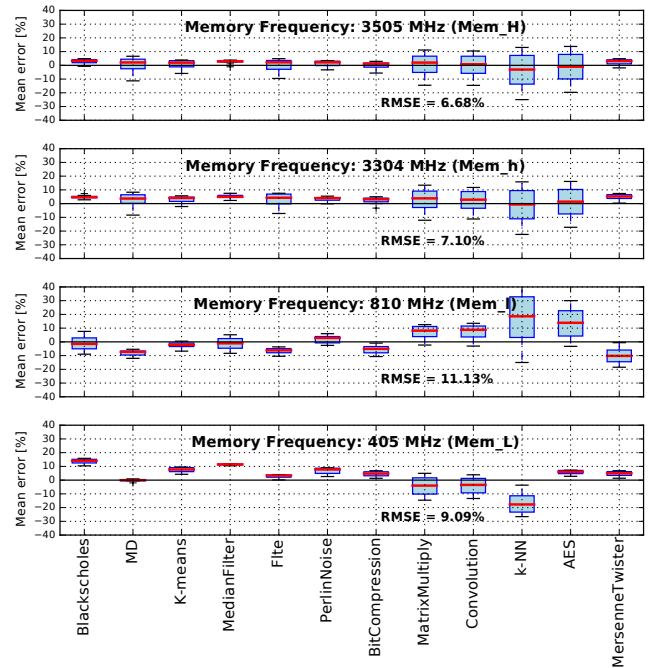 Memory Frequency: 3505 MHz (Mem_H)
Mean error [%]
40
30
20
10
0
−10
−20
−30
−40
RMSE = 6.68%
Memory Frequency: 3304 MHz (Mem_h)
Mean error [%]
40
30
20
10
0
−10
−20
−30
−40
RMSE = 7.10%
Memory Frequency: 810 MHz (Mem_l)
Mean error [%]
40
30
20
10
0
−10
−20
−30
−40
RMSE = 11.13%
Memory Frequency: 405 MHz (Mem_L)
Mean error [%]
40
30
20
10
0
−10
−20
−30
−40
RMSE = 9.09%
Blackscholes
MD
K-means
MedianFilter
Flte
PerlinNoise
BitCompression
MatrixMultiply
Convolution
k-NN
AES
MersenneTwister